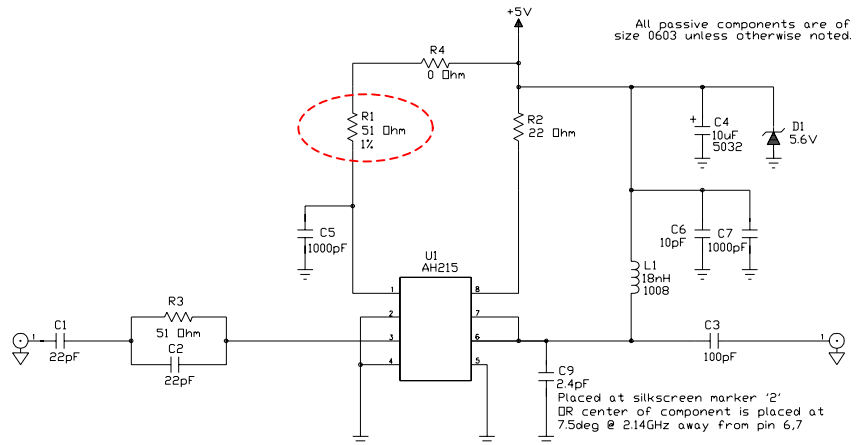 +5V
All passive components are of
size 0603 unless otherwise noted.
R4
0 Ohm
R1
51 Ohm
1%
R2
22 Ohm
+
C4
10uF
5032
D1
5.6V
C5
1000pF
C6
10pF
C7
1000pF
U1
AH215
L1
18nH
1008
1
8
2
7
3
6
4
5
R3
51 Ohm
C1
22pF
1
C2
22pF
C3
100pF
1
C9
2.4pF
Placed at silkscreen marker '2'
OR center of component is placed at
7.5deg @ 2.14GHz away from pin 6,7